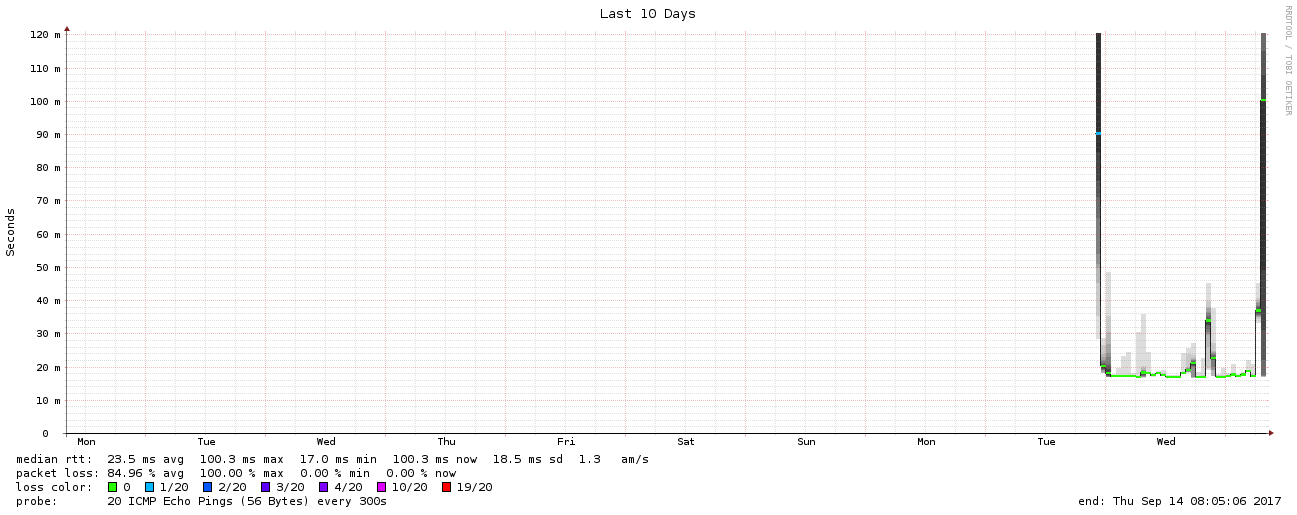 Last 10 Days
RRDTOOL / TOBI OETIKER
120 m
110 m
100 m
90 m
80 m
70 m
60 m
50 m
40 m
30 m
20 m
10 m
0
Seconds
Mon Tue Wed Thu Fri Sat Sun Mon Tue Wed
median rtt: 23.5 ms avg 100.3 ms max 17.0 ms min 100.3 ms now 18.5 ms sd 1.3 am/s
packet loss: 84.96 % avg 100.00 % max 0.00 % min 0.00 % now
loss color: 0 1/20 2/20 3/20 4/20 10/20 19/20
probe: 20 ICMP Echo Pings (56 Bytes) every 300s end: Thu Sep 14 08:05:06 2017